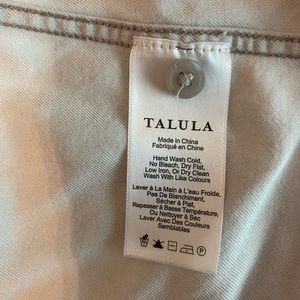 TALULA
Made in China
Fabriqué en Chine
Hand Wash Cold,
No Bleach, Dry Flat,
Low Iron, Or Dry Clean
Wash With Like Colours
Laver à La Main à L'eau Froide,
Pas De Blanchiment,
Sécher à Plat,
Repasser à Basse Température,
Ou Nettoyer à Sec
Laver Avec Des Couleurs
Semblables
P